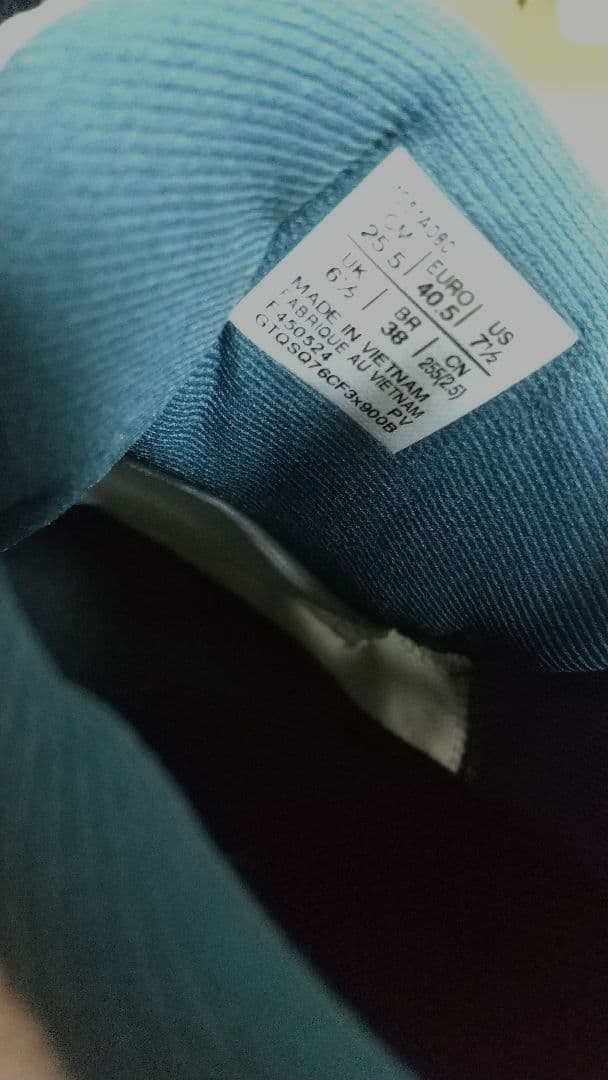 CM | EURO | US
25.5 | 40.5 | 7½
UK | BR | CN
6½ | 38 | 255(2.5)
MADE IN VIETNAM
FABRIQUE AU VIETNAM
F450524 PV
GTQSQ76CF3x900B